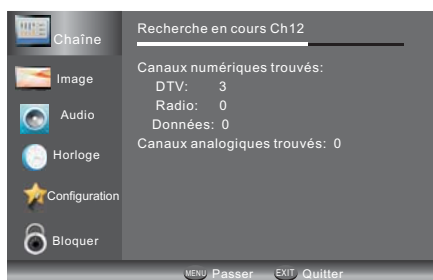 Chaîne
Image
Audio
Horloge
Configuration
Bloquer
Recherche en cours Ch12
Canaux numériques trouvés:
DTV: 3
Radio: 0
Données: 0
Canaux analogiques trouvés: 0
MENU Passer EXIT Quitter